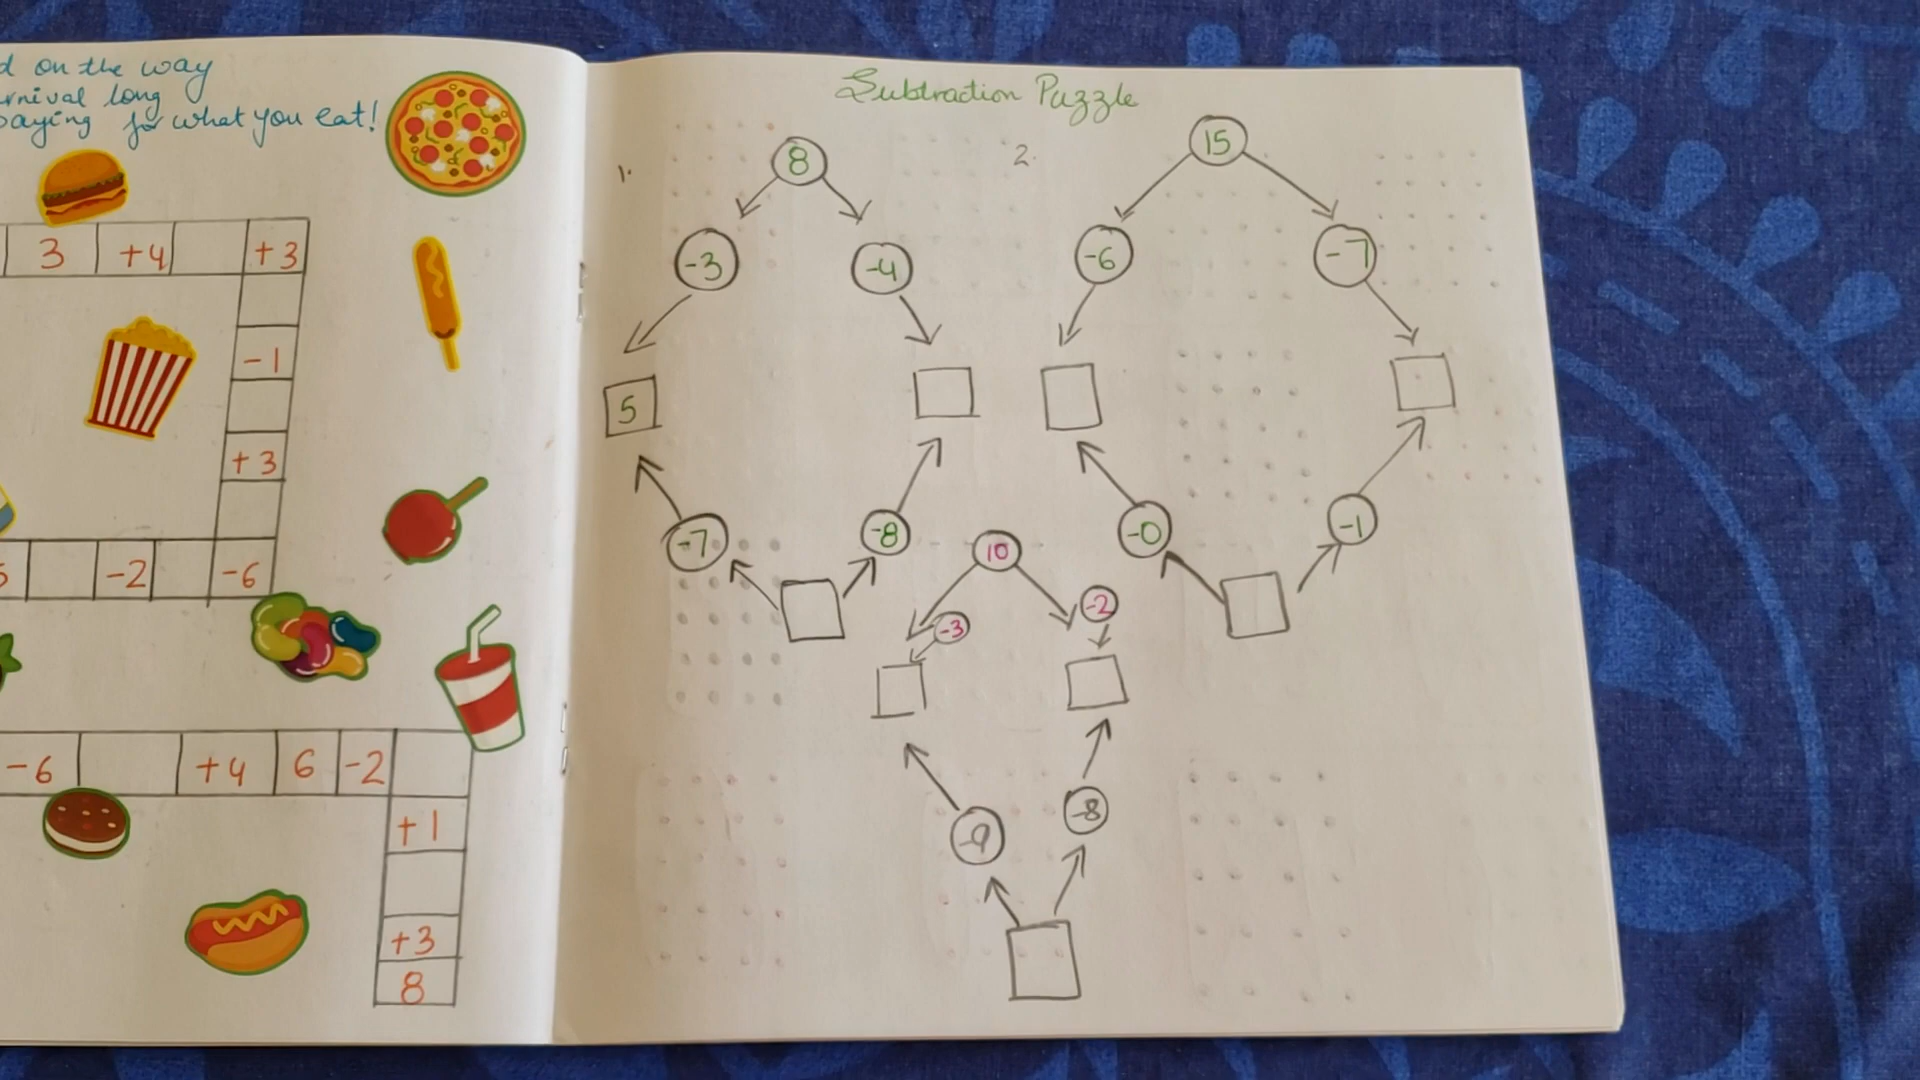 d on the way
rnival long
paying for what you eat!
3 +4 +3
-1
+3
5 -2 -6
-6 +4 6 -2
+1
+3
8
Subtraction Puzzle
1.
8
-3 -4
5
-7 -8
2.
15
-6 -7
-0 -1
10
-3 -2
-9 -8